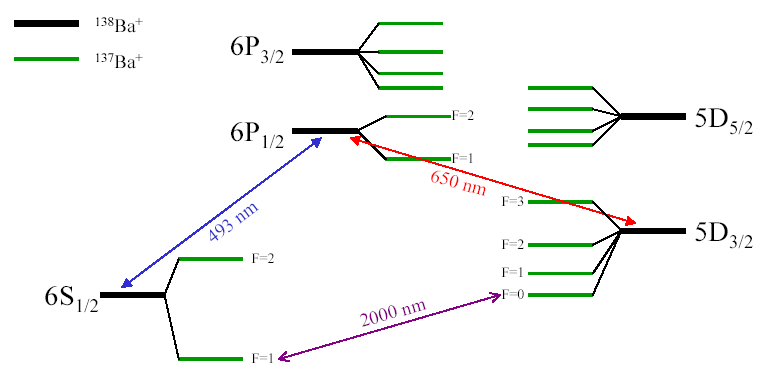 ¹³⁸Ba⁺
¹³⁷Ba⁺
6P₃/₂
6P₁/₂
F=2
F=1
5D₅/₂
650 nm
493 nm
F=3
F=2
F=1
F=0
5D₃/₂
6S₁/₂
F=2
F=1
2000 nm